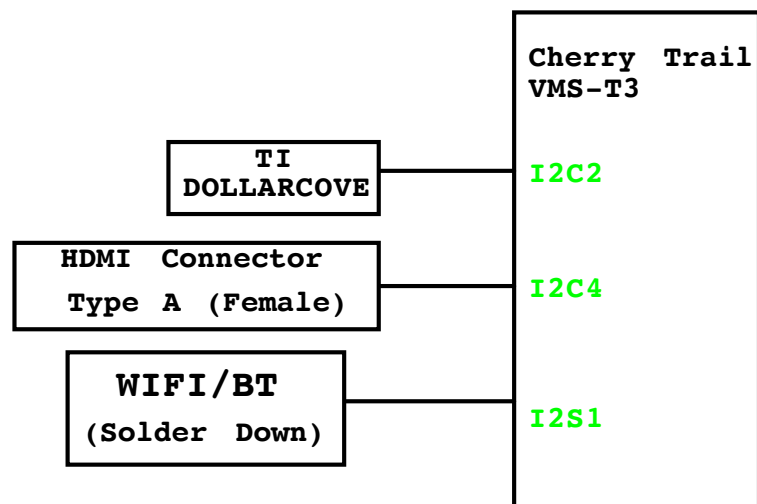 Cherry Trail
VMS-T3
TI
DOLLARCOVE
I2C2
HDMI Connector
Type A (Female)
I2C4
WIFI/BT
(Solder Down)
I2S1